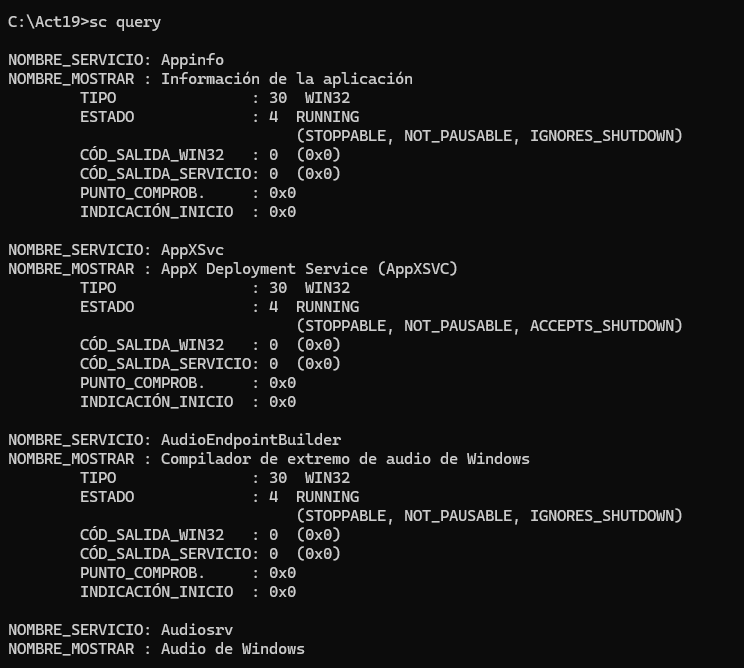 C:\Act19>sc query

NOMBRE_SERVICIO: Appinfo
NOMBRE_MOSTRAR : Información de la aplicación
        TIPO               : 30  WIN32
        ESTADO             : 4  RUNNING
                                (STOPPABLE, NOT_PAUSABLE, IGNORES_SHUTDOWN)
        CÓD_SALIDA_WIN32   : 0  (0x0)
        CÓD_SALIDA_SERVICIO: 0  (0x0)
        PUNTO_COMPROB.     : 0x0
        INDICACIÓN_INICIO  : 0x0

NOMBRE_SERVICIO: AppXSvc
NOMBRE_MOSTRAR : AppX Deployment Service (AppXSVC)
        TIPO               : 30  WIN32
        ESTADO             : 4  RUNNING
                                (STOPPABLE, NOT_PAUSABLE, ACCEPTS_SHUTDOWN)
        CÓD_SALIDA_WIN32   : 0  (0x0)
        CÓD_SALIDA_SERVICIO: 0  (0x0)
        PUNTO_COMPROB.     : 0x0
        INDICACIÓN_INICIO  : 0x0

NOMBRE_SERVICIO: AudioEndpointBuilder
NOMBRE_MOSTRAR : Compilador de extremo de audio de Windows
        TIPO               : 30  WIN32
        ESTADO             : 4  RUNNING
                                (STOPPABLE, NOT_PAUSABLE, IGNORES_SHUTDOWN)
        CÓD_SALIDA_WIN32   : 0  (0x0)
        CÓD_SALIDA_SERVICIO: 0  (0x0)
        PUNTO_COMPROB.     : 0x0
        INDICACIÓN_INICIO  : 0x0

NOMBRE_SERVICIO: Audiosrv
NOMBRE_MOSTRAR : Audio de Windows